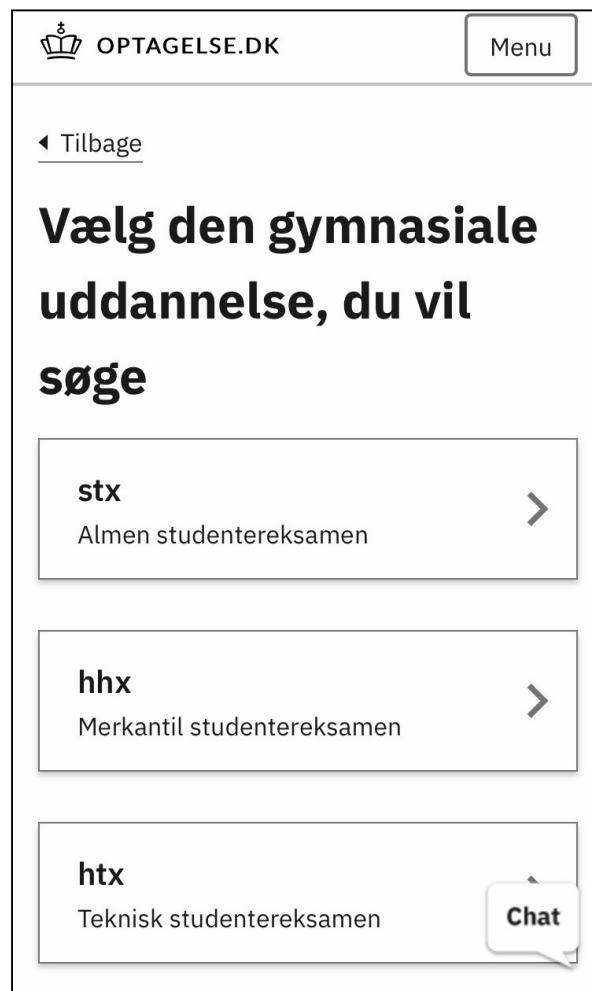 OPTAGELSE.DK
Menu
Tilbage
Vælg den gymnasiale
uddannelse, du vil
søge
stx
Almen studentereksamen
hhx
Merkantil studentereksamen
htx
Teknisk studentereksamen
Chat